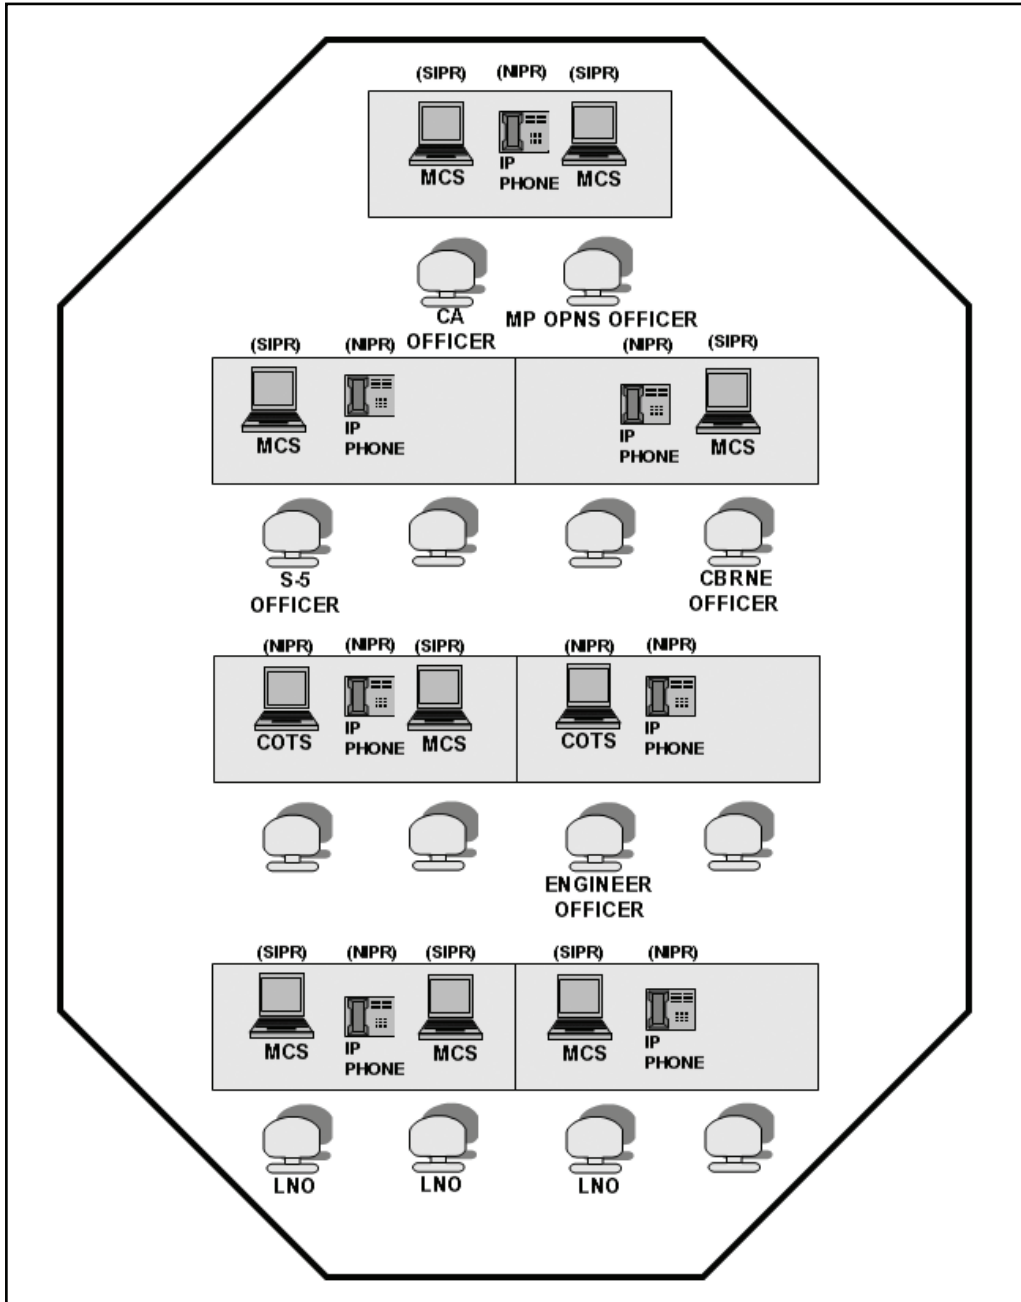 (SIPR) (NIPR) (SIPR)
MCS IP PHONE MCS
CA OFFICER MP OPNS OFFICER
(SIPR) (NIPR) (NIPR) (SIPR)
MCS IP PHONE IP PHONE MCS
S-5 OFFICER CBRNE OFFICER
(NIPR) (NIPR) (SIPR) (NIPR) (NIPR)
COTS IP PHONE MCS COTS IP PHONE
ENGINEER OFFICER
(SIPR) (NIPR) (SIPR) (SIPR) (NIPR)
MCS IP PHONE MCS MCS IP PHONE
LNO LNO LNO